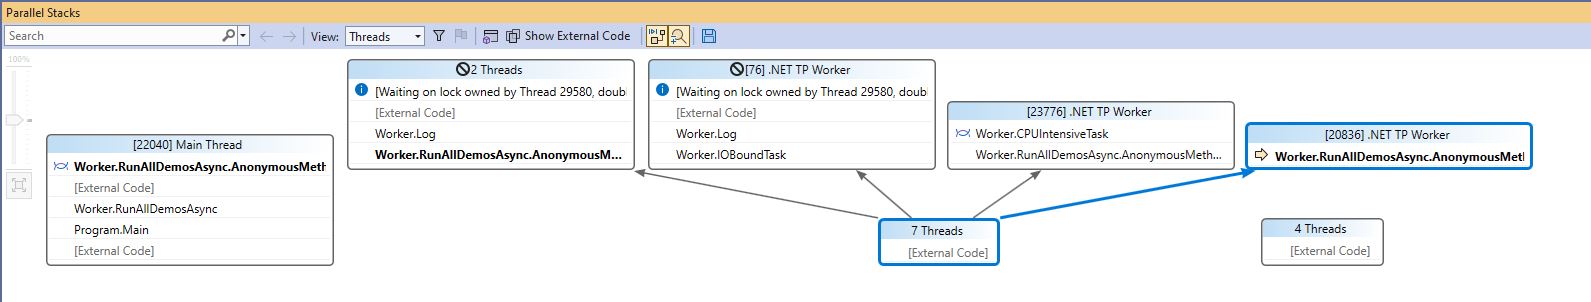 Parallel Stacks
Search
View:
Threads
Show External Code
100%
2 Threads
[Waiting on lock owned by Thread 29580, doubl
[External Code]
Worker.Log
Worker.RunAllDemosAsync.AnonymousM...
[76] .NET TP Worker
[Waiting on lock owned by Thread 29580, doubl
[External Code]
Worker.Log
Worker.IOBoundTask
[23776] .NET TP Worker
Worker.CPUIntensiveTask
Worker.RunAllDemosAsync.AnonymousMeth...
[20836] .NET TP Worker
Worker.RunAllDemosAsync.AnonymousMetl
[22040] Main Thread
Worker.RunAllDemosAsync.AnonymousMeth
[External Code]
Worker.RunAllDemosAsync
Program.Main
[External Code]
7 Threads
[External Code]
4 Threads
[External Code]